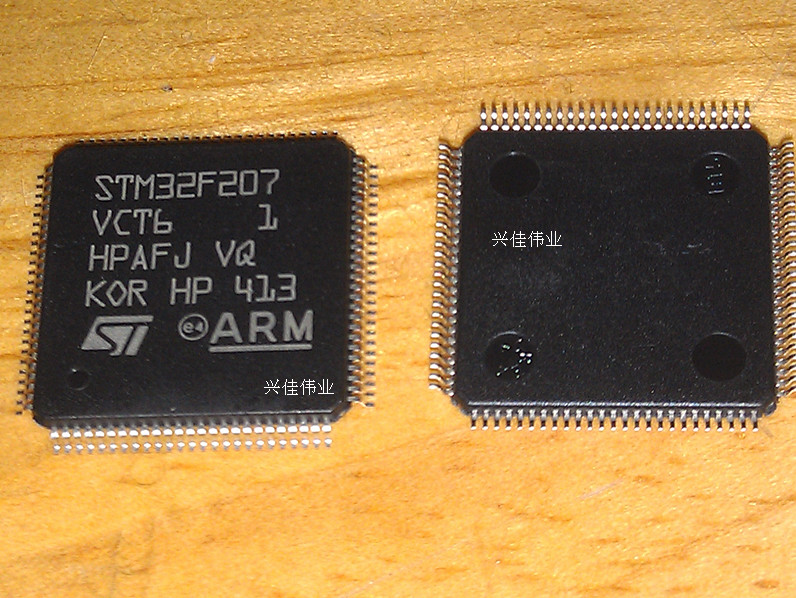 STM32F207
VCT6 1
HPAFJ VQ
KOR HP 413
ST e4 ARM
兴佳伟业
兴佳伟业